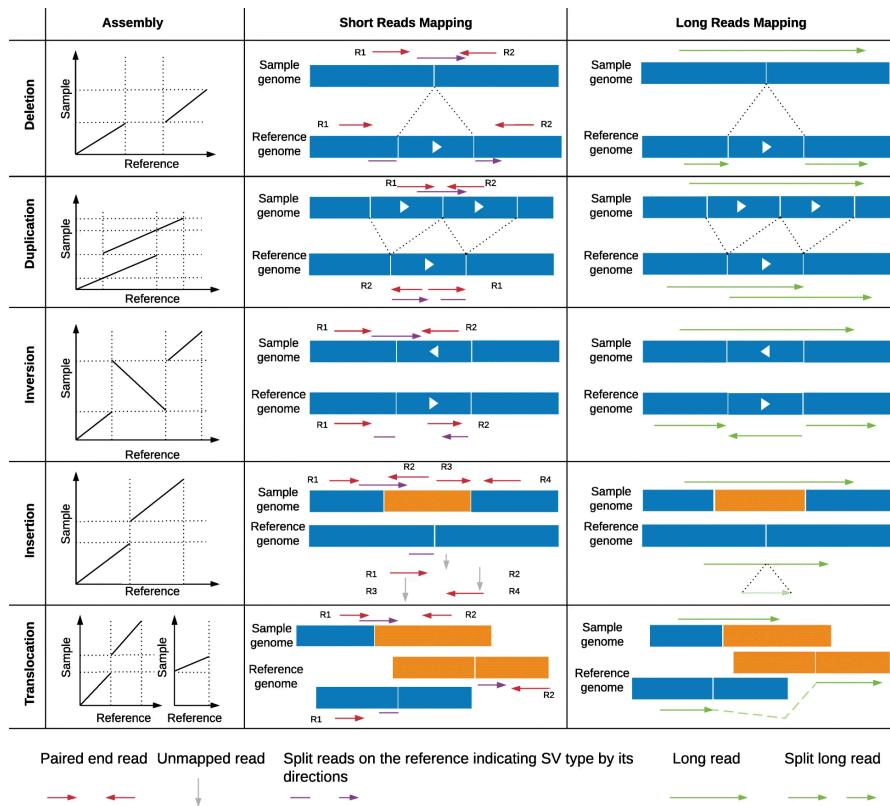 Assembly
Short Reads Mapping
Long Reads Mapping
Deletion
Sample
Reference
R1
R2
Sample
genome
Reference
genome
R1
R2
Sample
genome
Reference
genome
Duplication
Sample
Reference
R1
R2
Sample
genome
Reference
genome
R2
R1
Sample
genome
Reference
genome
Inversion
Sample
Reference
R1
R2
Sample
genome
Reference
genome
R1
R2
Sample
genome
Reference
genome
Insertion
Sample
Reference
R1
R2
R3
R4
Sample
genome
Reference
genome
R1
R2
R3
R4
Sample
genome
Reference
genome
Translocation
Sample
Reference
Sample
Reference
R1
R2
Sample
genome
Reference
genome
R2
R1
Sample
genome
Reference
genome
Paired end read
Unmapped read
Split reads on the reference indicating SV type by its
directions
Long read
Split long read